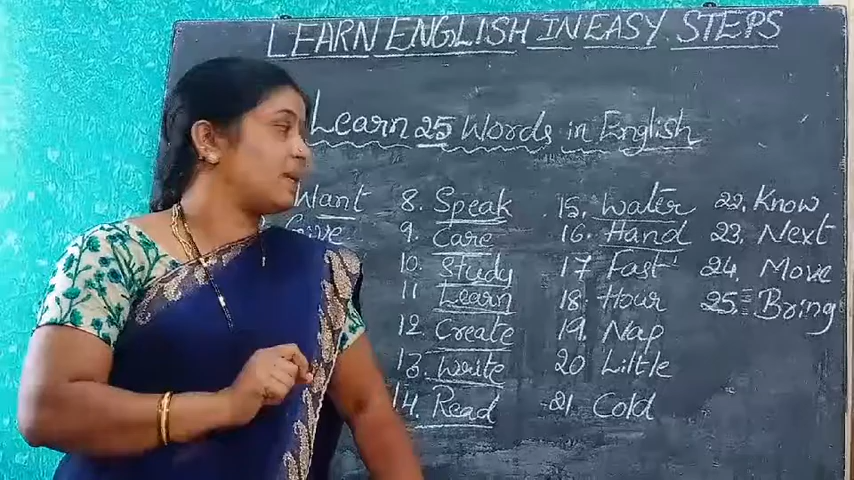 LEARN ENGLISH IN EASY STEPS
Learn 25 Words in English
Want
Give
8. Speak
9. Care
10. Study
11. Learn
12. Create
13. Waste
14. Read
15. Water
16. Hand
17 Fast
18. Hour
19. Nap
20. Little
21. Cold
22. Know
23. Next
24. Move
25. Bring